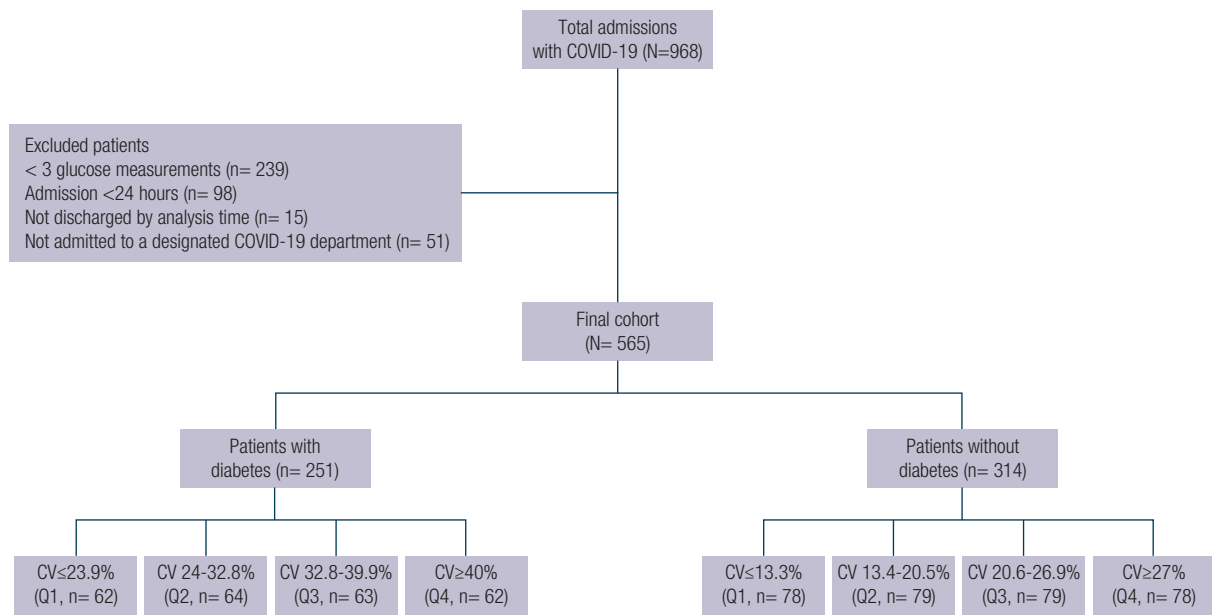 Total admissions
with COVID-19 (N=968)
Excluded patients
< 3 glucose measurements (n= 239)
Admission <24 hours (n= 98)
Not discharged by analysis time (n= 15)
Not admitted to a designated COVID-19 department (n= 51)
Final cohort
(N= 565)
Patients with
diabetes (n= 251)
Patients without
diabetes (n= 314)
CV≤23.9%
(Q1, n= 62)
CV 24-32.8%
(Q2, n= 64)
CV 32.8-39.9%
(Q3, n= 63)
CV≥40%
(Q4, n= 62)
CV≤13.3%
(Q1, n= 78)
CV 13.4-20.5%
(Q2, n= 79)
CV 20.6-26.9%
(Q3, n= 79)
CV≥27%
(Q4, n= 78)